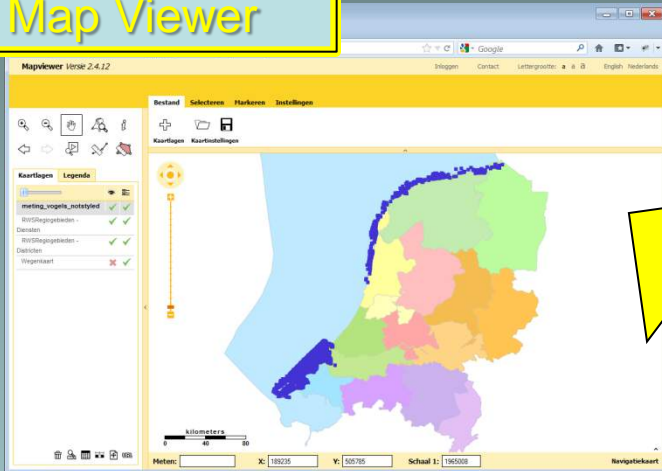 Map Viewer
Google
Mapviewer Versie 2.4.12
Inloggen Contact Lettergrootte: a a a English Nederlands
Bestand Selecteren Markeren Instellingen
Kaartlagen Kaartinstellingen
Kaartlagen Legenda
meting_vogels_notstyled
RWSRegiogebieden -
Diensten
RWSRegiogebieden -
Districten
Wegenkaart
kilometers
0 40 80
Meten: X: 189235 Y: 505785 Schaal 1: 1965008 Navigatiekaart